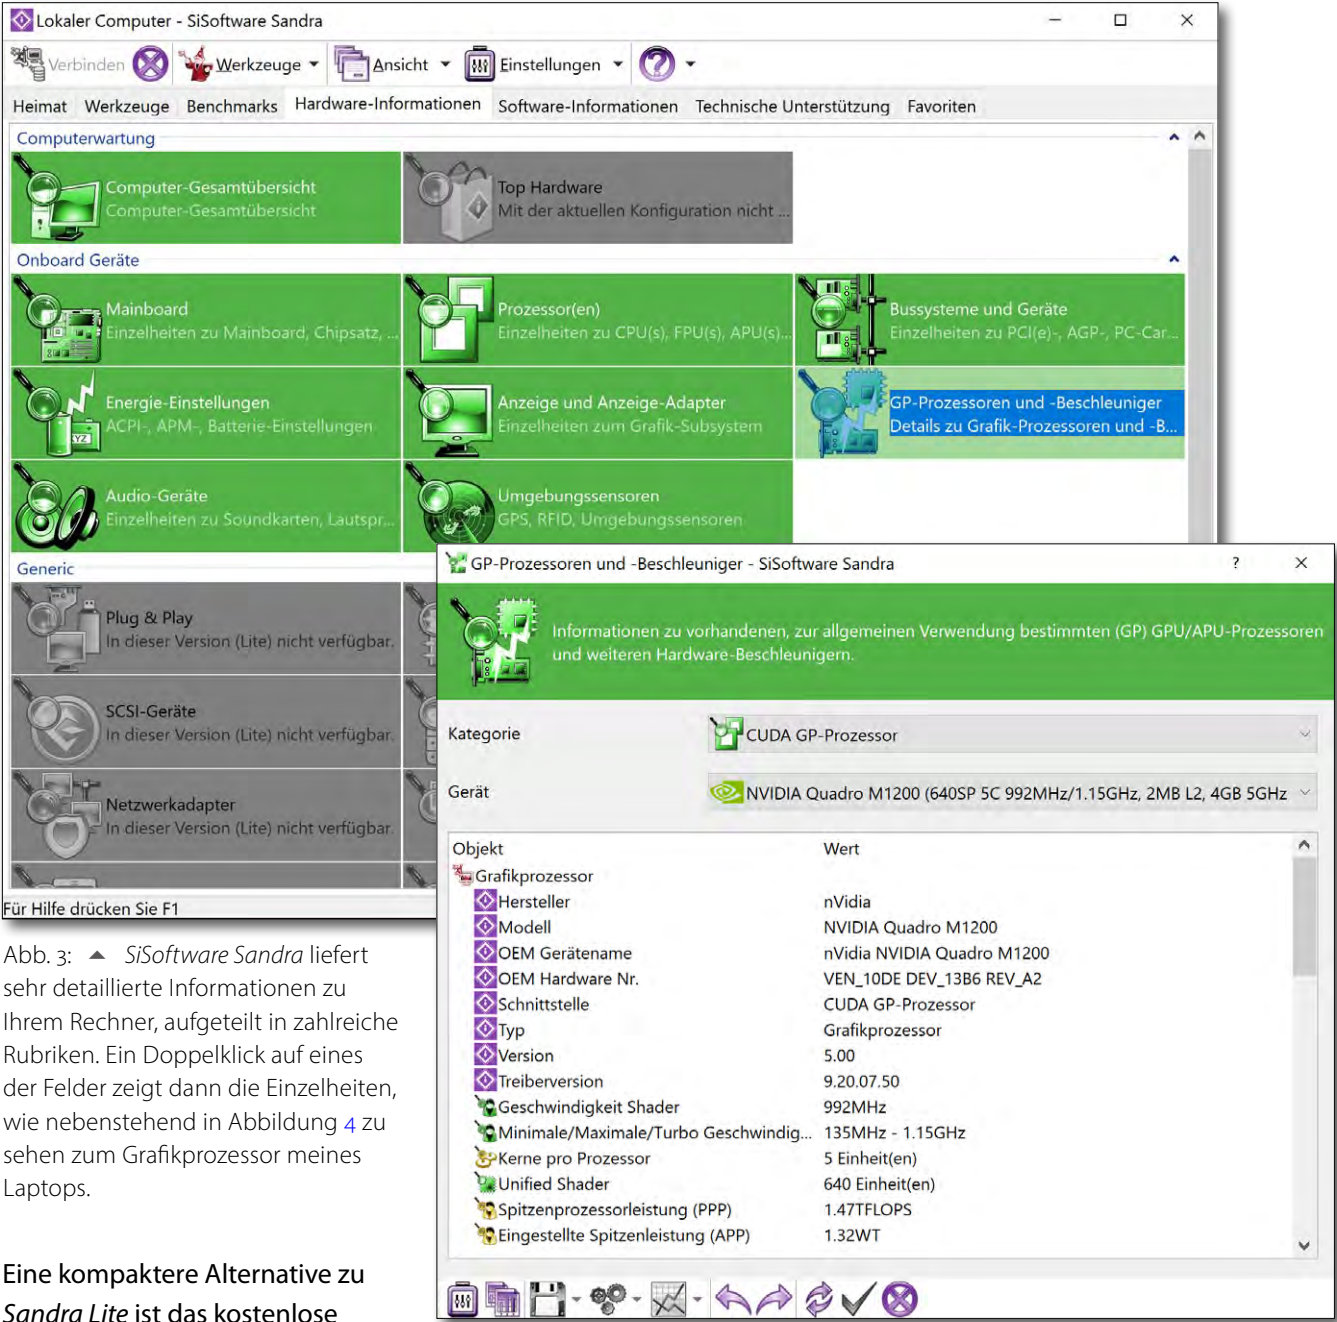 Lokaler Computer - SiSoftware Sandra
Verbinden Werkzeuge Ansicht Einstellungen
Heimat Werkzeuge Benchmarks Hardware-Informationen Software-Informationen Technische Unterstützung Favoriten
Computerwartung
Computer-Gesamtübersicht
Computer-Gesamtübersicht
Top Hardware
Mit der aktuellen Konfiguration nicht ...
Onboard Geräte
Mainboard
Einzelheiten zu Mainboard, Chipsatz, ...
Prozessor(en)
Einzelheiten zu CPU(s), FPU(s), APU(s)...
Bussysteme und Geräte
Einzelheiten zu PCI(e)-, AGP-, PC-Car...
Energie-Einstellungen
ACPI-, APM-, Batterie-Einstellungen
Anzeige und Anzeige-Adapter
Einzelheiten zum Grafik-Subsystem
GP-Prozessoren und -Beschleuniger
Details zu Grafik-Prozessoren und -B...
Audio-Geräte
Einzelheiten zu Soundkarten, Lautspr...
Umgebungssensoren
GPS, RFID, Umgebungssensoren
Generic
Plug & Play
In dieser Version (Lite) nicht verfügbar.
SCSI-Geräte
In dieser Version (Lite) nicht verfügbar.
Netzwerkadapter
In dieser Version (Lite) nicht verfügbar.
Für Hilfe drücken Sie F1
GP-Prozessoren und -Beschleuniger - SiSoftware Sandra
Informationen zu vorhandenen, zur allgemeinen Verwendung bestimmten (GP) GPU/APU-Prozessoren
und weiteren Hardware-Beschleunigern.
Kategorie CUDA GP-Prozessor
Gerät NVIDIA Quadro M1200 (640SP 5C 992MHz/1.15GHz, 2MB L2, 4GB 5GHz
Objekt Wert
Grafikprozessor
Hersteller nVidia
Modell NVIDIA Quadro M1200
OEM Gerätename nVidia NVIDIA Quadro M1200
OEM Hardware Nr. VEN_10DE DEV_13B6 REV_A2
Schnittstelle CUDA GP-Prozessor
Typ Grafikprozessor
Version 5.00
Treiberversion 9.20.07.50
Geschwindigkeit Shader 992MHz
Minimale/Maximale/Turbo Geschwindig... 135MHz - 1.15GHz
Kerne pro Prozessor 5 Einheit(en)
Unified Shader 640 Einheit(en)
Spitzenprozessorleistung (PPP) 1.47TFLOPS
Eingestellte Spitzenleistung (APP) 1.32WT
Abb. 3: SiSoftware Sandra liefert
sehr detaillierte Informationen zu
Ihrem Rechner, aufgeteilt in zahlreiche
Rubriken. Ein Doppelklick auf eines
der Felder zeigt dann die Einzelheiten,
wie nebenstehend in Abbildung 4 zu
sehen zum Grafikprozessor meines
Laptops.
Eine kompaktere Alternative zu
Sandra Lite ist das kostenlose